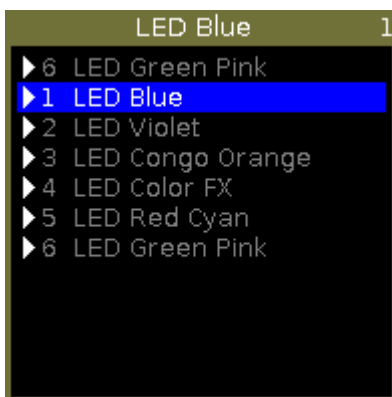 LED Blue 1
6 LED Green Pink
1 LED Blue
2 LED Violet
3 LED Congo Orange
4 LED Color FX
5 LED Red Cyan
6 LED Green Pink